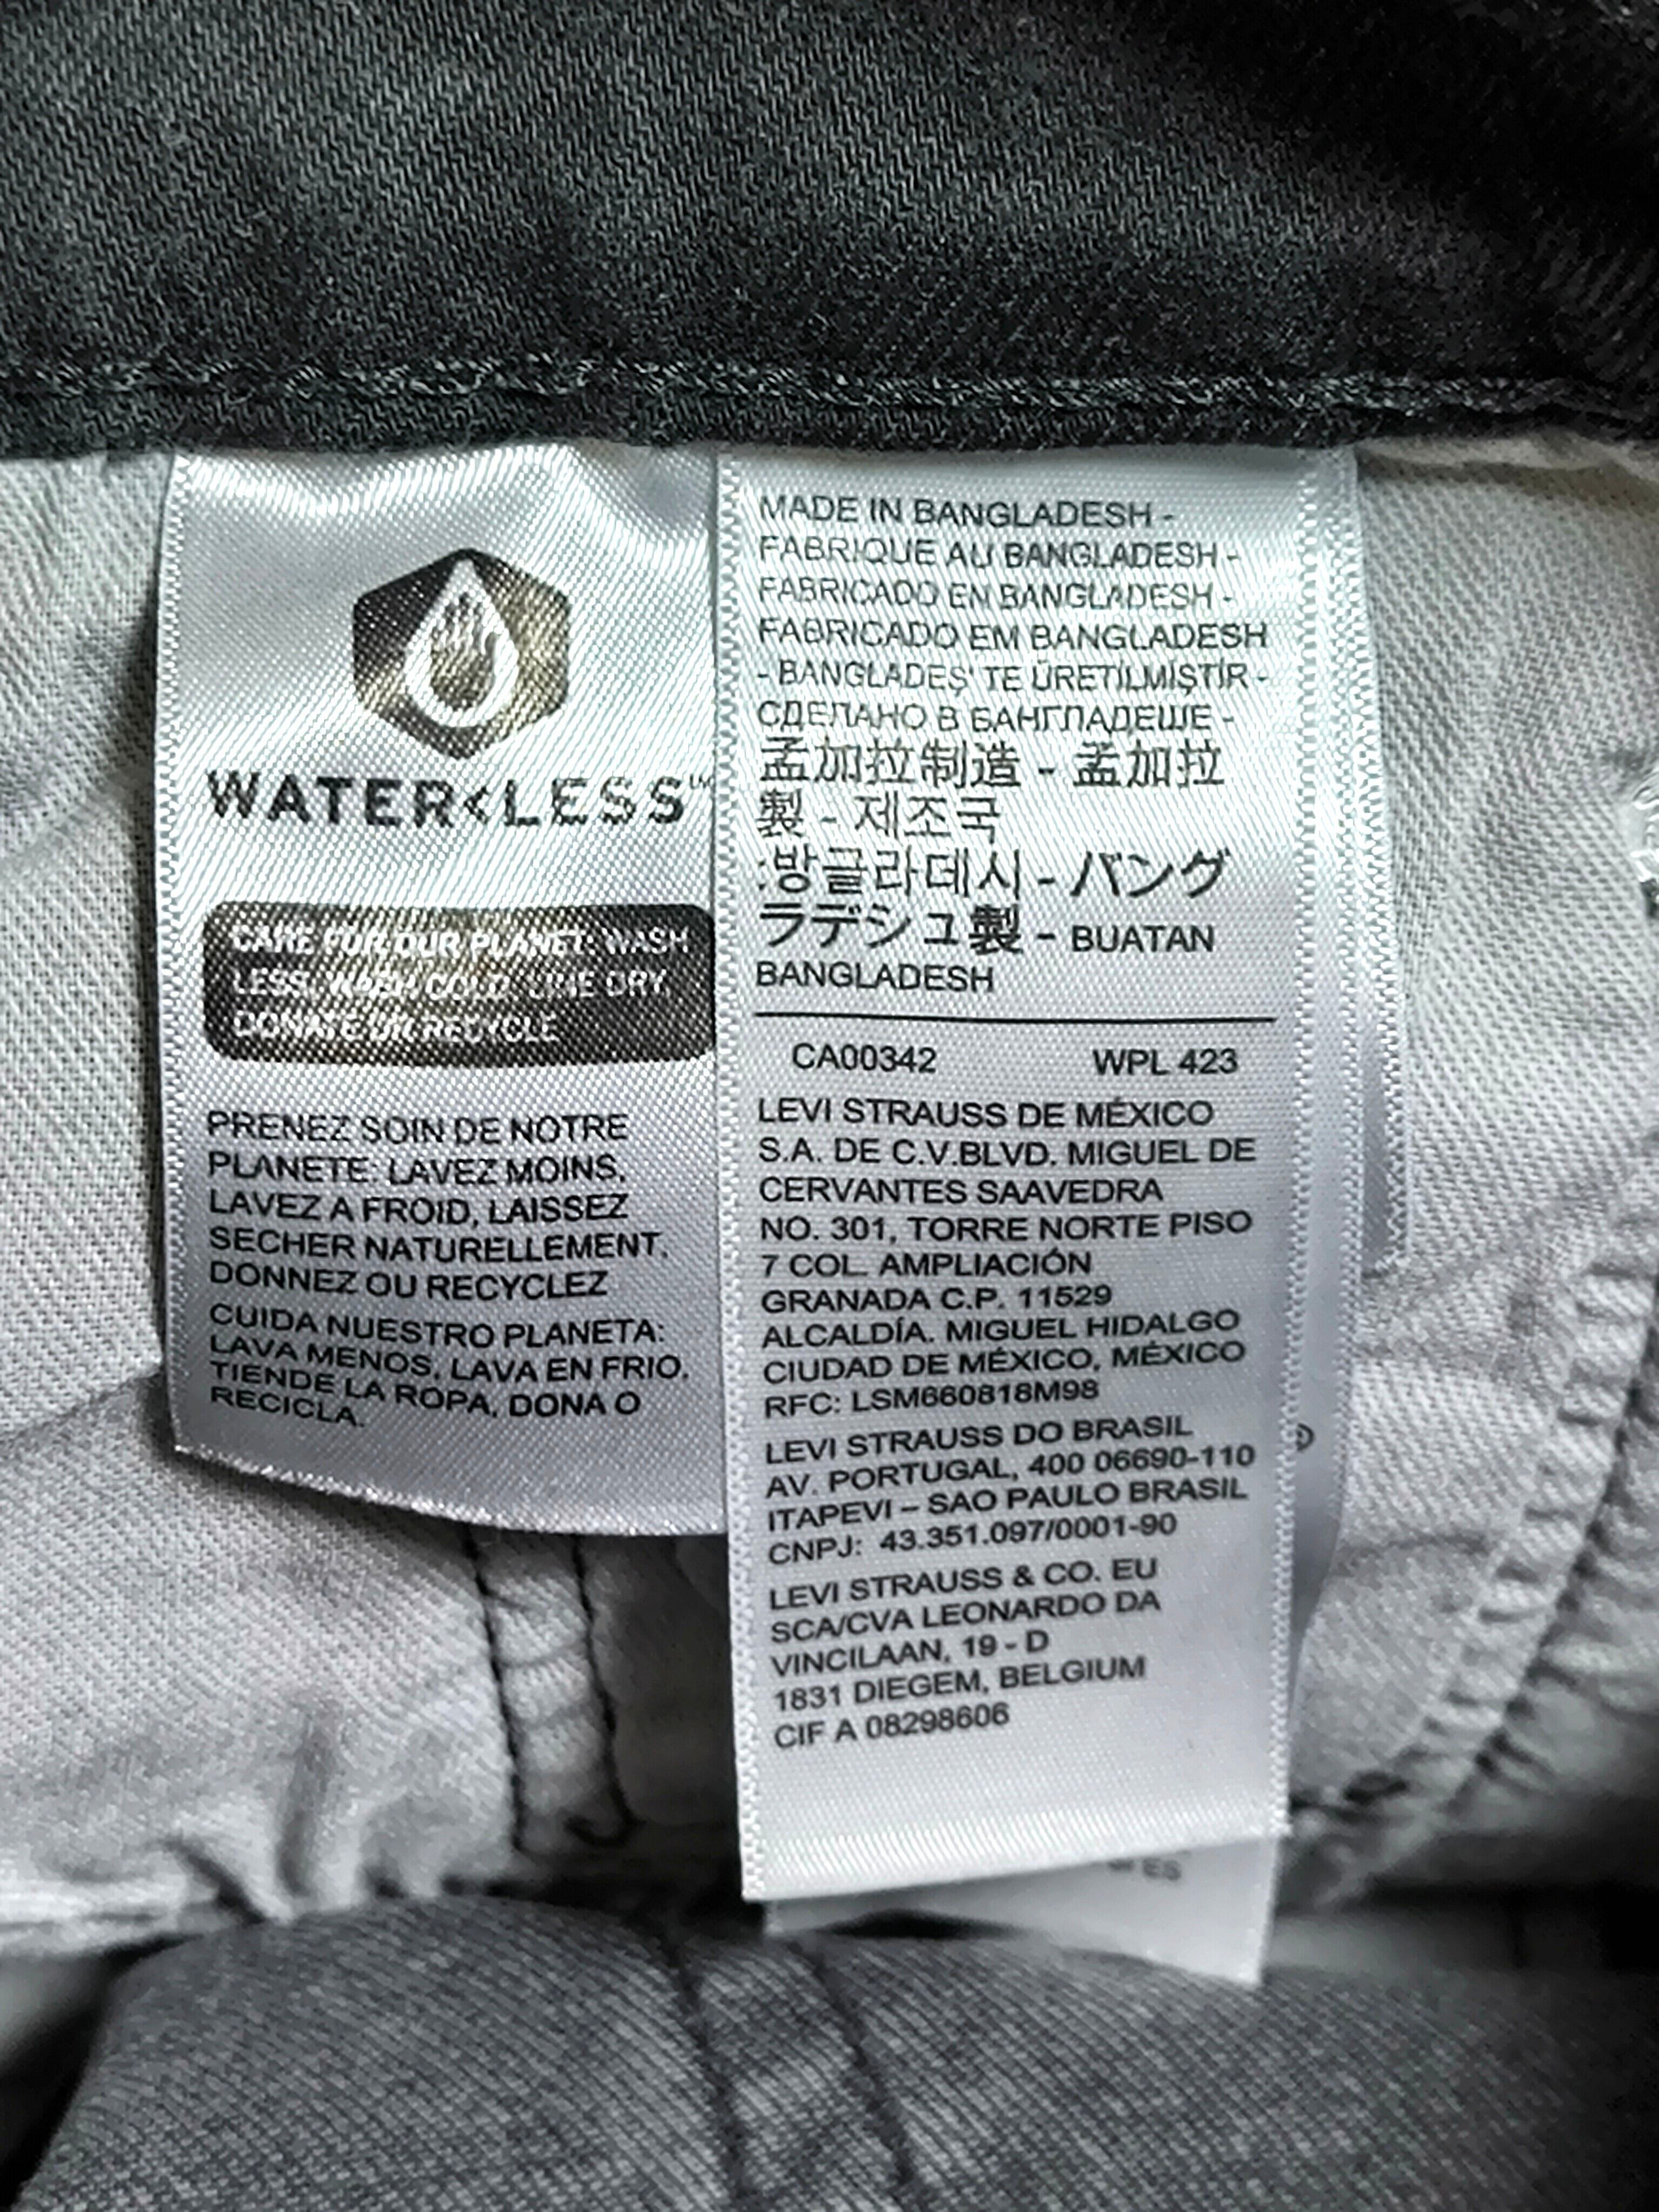 WATER<LESS
CARE FOR OUR PLANET: WASH
LESS, WASH COLD, LINE DRY,
DONATE OR RECYCLE
PRENEZ SOIN DE NOTRE
PLANETE: LAVEZ MOINS,
LAVEZ A FROID, LAISSEZ
SECHER NATURELLEMENT.
DONNEZ OU RECYCLEZ
CUIDA NUESTRO PLANETA:
LAVA MENOS, LAVA EN FRIO,
TIENDE LA ROPA, DONA O
RECICLA.
MADE IN BANGLADESH -
FABRIQUE AU BANGLADESH -
FABRICADO EN BANGLADESH -
FABRICADO EM BANGLADESH
- BANGLADEŞ' TE ÜRETİLMİŞTİR -
СДЕЛАНО В БАНГЛАДЕШЕ -
孟加拉制造 - 孟加拉
製 - 제조국
:방글라데시 - バング
ラデシュ製 - BUATAN
BANGLADESH
CA00342 WPL 423
LEVI STRAUSS DE MÉXICO
S.A. DE C.V.BLVD. MIGUEL DE
CERVANTES SAAVEDRA
NO. 301, TORRE NORTE PISO
7 COL. AMPLIACIÓN
GRANADA C.P. 11529
ALCALDÍA. MIGUEL HIDALGO
CIUDAD DE MÉXICO, MÉXICO
RFC: LSM660818M98
LEVI STRAUSS DO BRASIL
AV. PORTUGAL, 400 06690-110
ITAPEVI – SAO PAULO BRASIL
CNPJ: 43.351.097/0001-90
LEVI STRAUSS & CO. EU
SCA/CVA LEONARDO DA
VINCILAAN, 19 - D
1831 DIEGEM, BELGIUM
CIF A 08298606